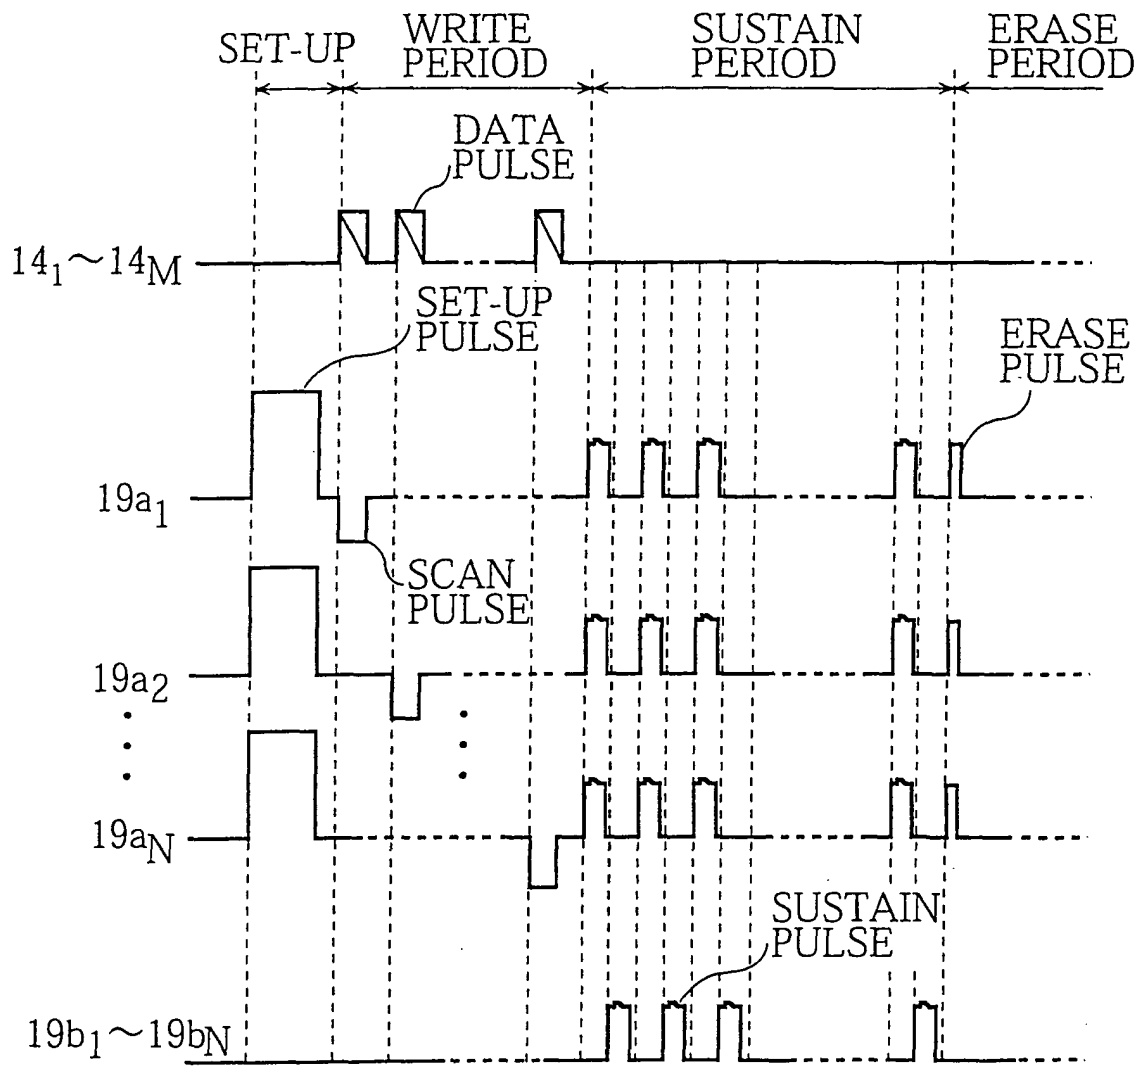 SET-UP
WRITE
PERIOD
SUSTAIN
PERIOD
ERASE
PERIOD
DATA
PULSE
14₁～14M
SET-UP
PULSE
ERASE
PULSE
19a₁
SCAN
PULSE
19a₂
19aN
SUSTAIN
PULSE
19b₁～19bN